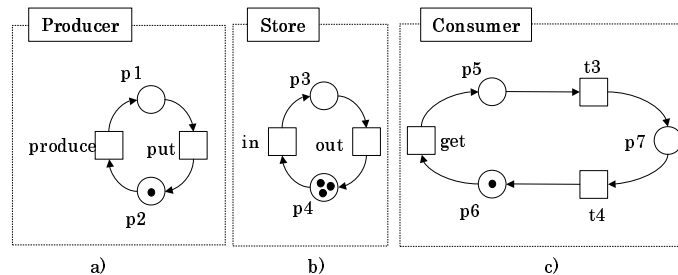 Producer
p1
produce
put
p2
a)
Store
p3
in
out
p4
b)
Consumer
p5
t3
get
p7
p6
t4
c)